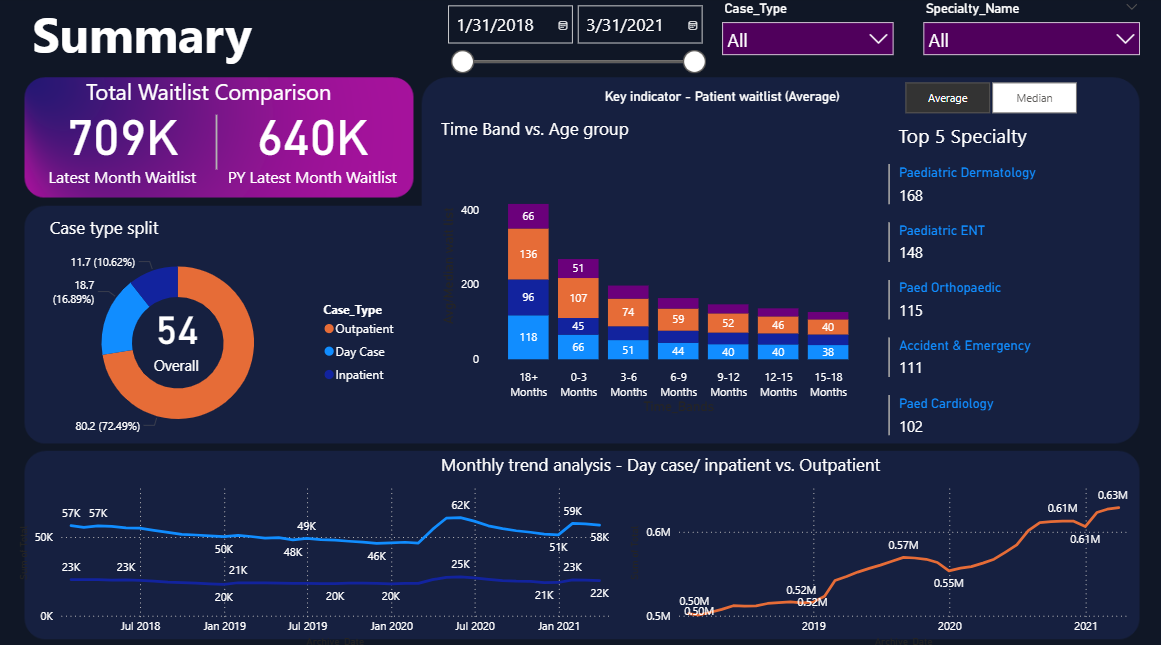 Summary
1/31/2018
3/31/2021
Case_Type
All
Specialty_Name
All
Total Waitlist Comparison
709K
640K
Latest Month Waitlist
PY Latest Month Waitlist
Key indicator - Patient waitlist (Average)
Average
Median
Time Band vs. Age group
400
200
0
66
136
96
118
51
107
45
66
74
51
59
44
52
40
46
40
40
38
18+ Months
0-3 Months
3-6 Months
6-9 Months
9-12 Months
12-15 Months
15-18 Months
Top 5 Specialty
Paediatric Dermatology
168
Paediatric ENT
148
Paed Orthopaedic
115
Accident & Emergency
111
Paed Cardiology
102
Case type split
11.7 (10.62%)
18.7
(16.89%)
54
Overall
80.2 (72.49%)
Case_Type
Outpatient
Day Case
Inpatient
Monthly trend analysis - Day case/ inpatient vs. Outpatient
50K
0K
57K
57K
50K
49K
48K
46K
62K
59K
51K
58K
23K
23K
21K
20K
20K
20K
25K
23K
21K
22K
Jul 2018
Jan 2019
Jul 2019
Jan 2020
Jul 2020
Jan 2021
0.6M
0.5M
0.50M
0.50M
0.52M
0.52M
0.57M
0.55M
0.61M
0.61M
0.63M
2019
2020
2021